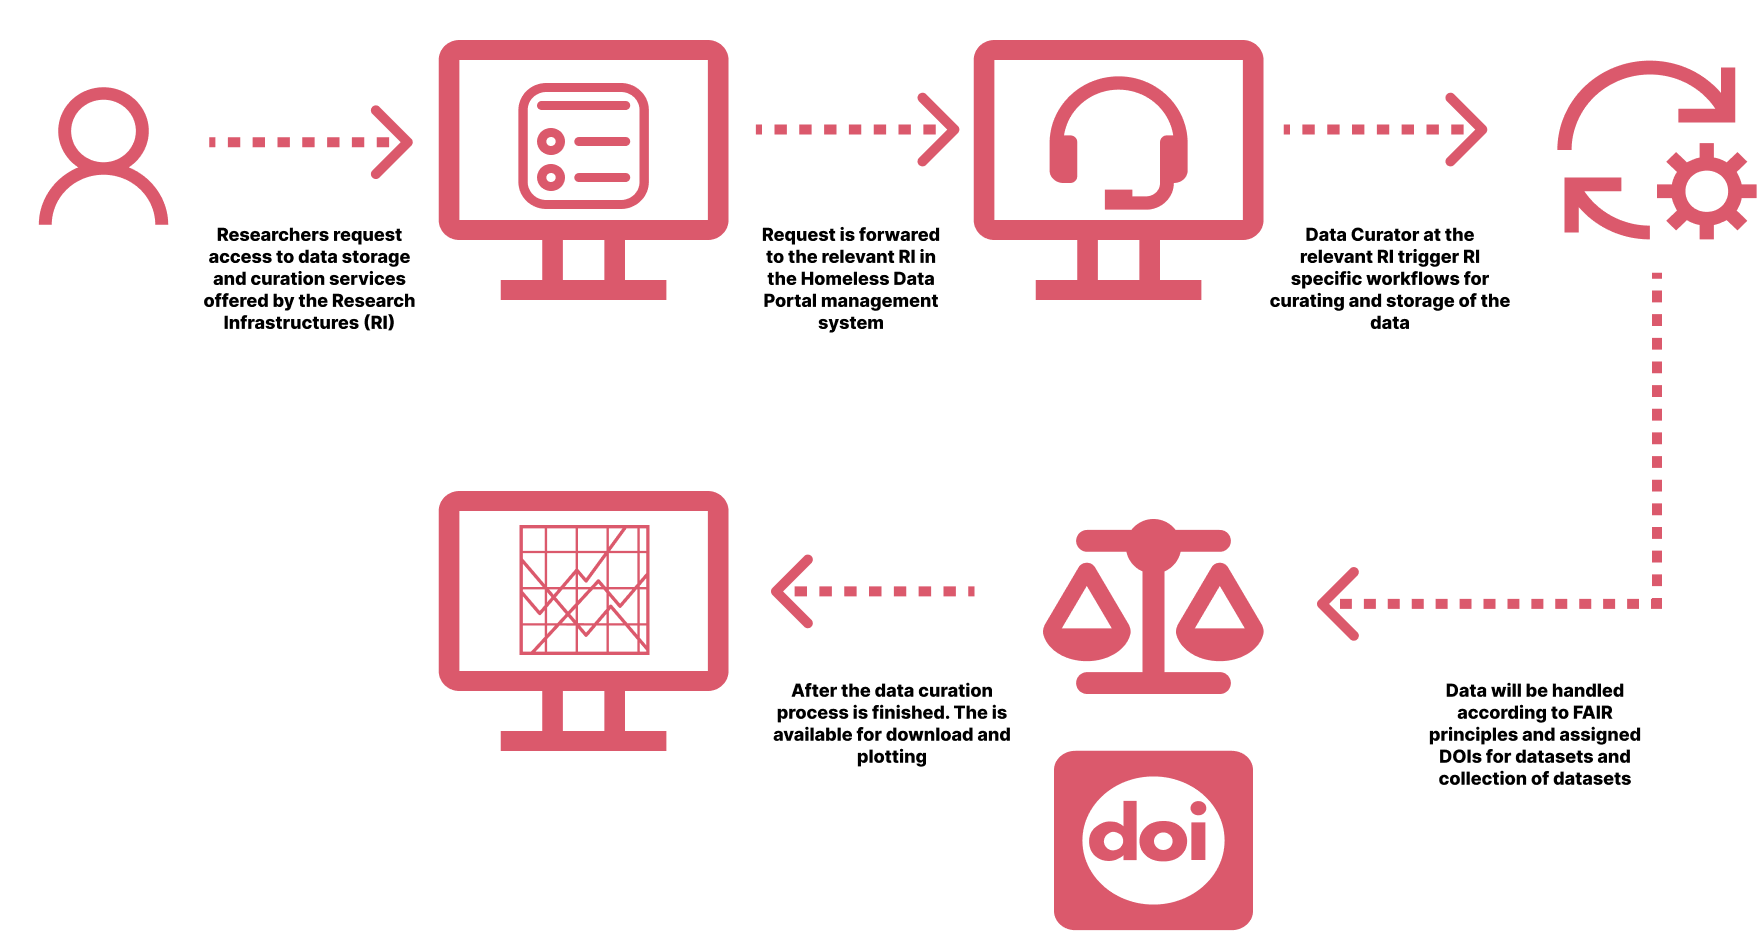 Researchers request
access to data storage
and curation services
offered by the Research
Infrastructures (RI)
Request is forwared
to the relevant RI in
the Homeless Data
Portal management
system
Data Curator at the
relevant RI trigger RI
specific workflows for
curating and storage of the
data
After the data curation
process is finished. The is
available for download and
plotting
Data will be handled
according to FAIR
principles and assigned
DOIs for datasets and
collection of datasets
doi